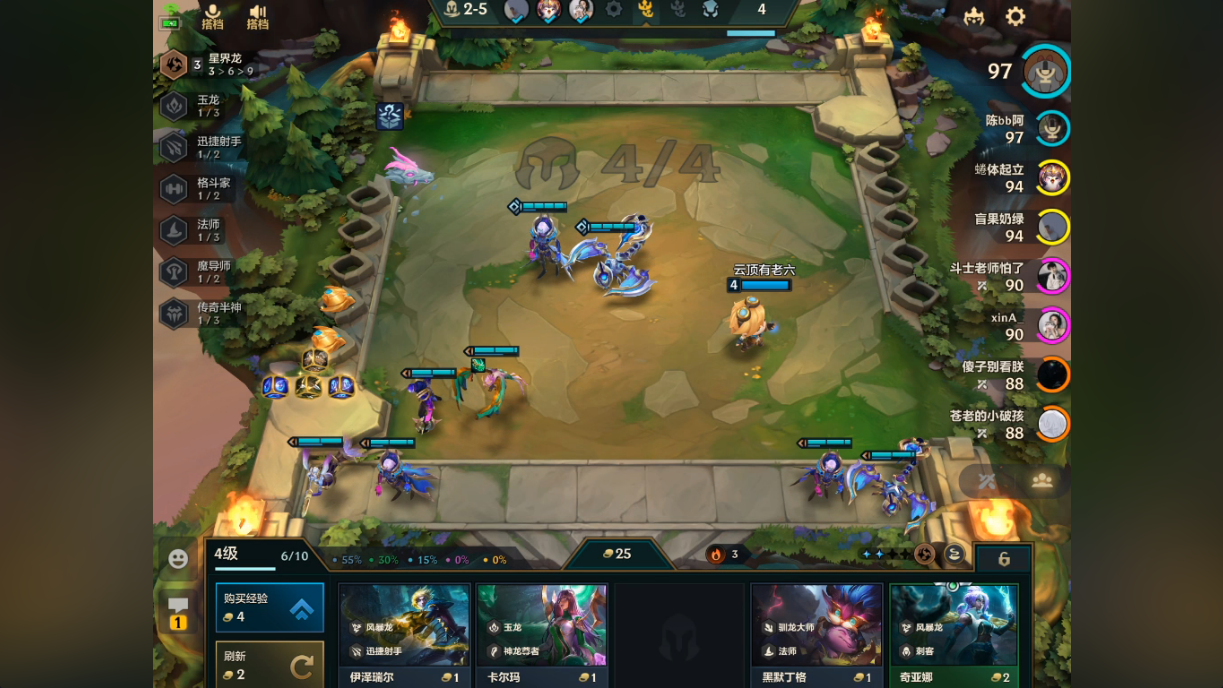 2-5
4
搭档
搭档
3
星界龙
3 > 6 > 9
玉龙
1 / 3
迅捷射手
1 / 2
格斗家
1 / 2
法师
1 / 3
魔导师
1 / 2
传奇半神
1 / 3
4/4
云顶有老六
4
97
陈bb阿
97
蜷体起立
94
盲果奶绿
94
斗士老师怕了
90
xinA
90
傻子别看朕
88
苍老的小破孩
88
4级
6/10
55%
30%
15%
0%
0%
25
3
1
购买经验
4
刷新
2
风暴龙
迅捷射手
伊泽瑞尔
1
玉龙
神龙尊者
卡尔玛
1
驯龙大师
法师
黑默丁格
1
风暴龙
刺客
奇亚娜
2